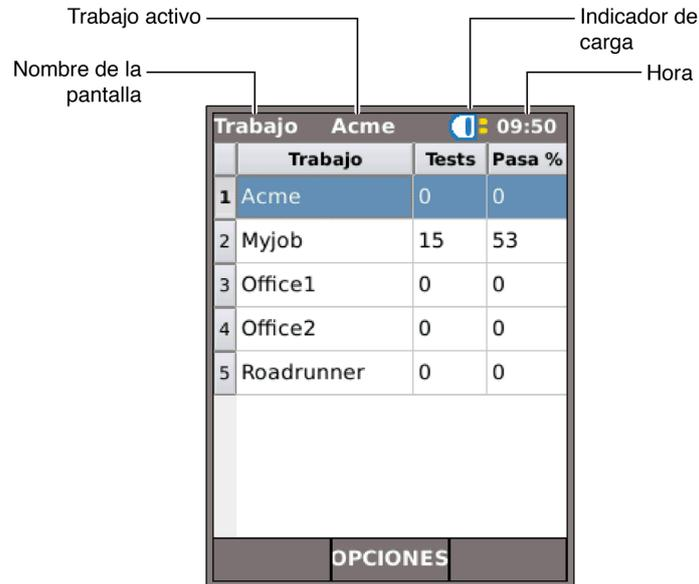 Trabajo activo
Indicador de
carga
Nombre de la
pantalla
Hora
Trabajo Acme 09:50
Trabajo Tests Pasa %
1 Acme 0 0
2 Myjob 15 53
3 Office1 0 0
4 Office2 0 0
5 Roadrunner 0 0
OPCIONES